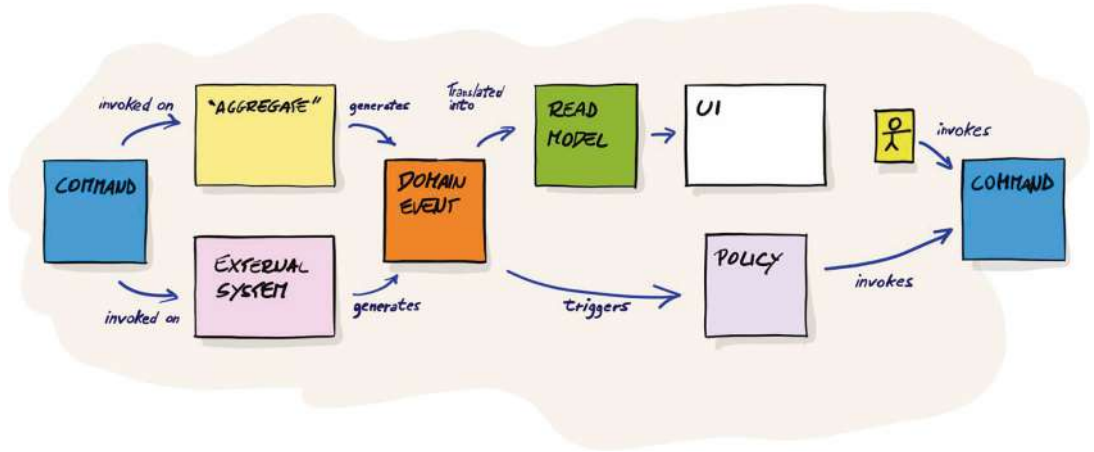 invoked on
"AGGREGATE"
generates
Translated
into
READ
MODEL
UI
invokes
COMMAND
DOMAIN
EVENT
COMMAND
EXTERNAL
SYSTEM
POLICY
invoked on
generates
triggers
invokes